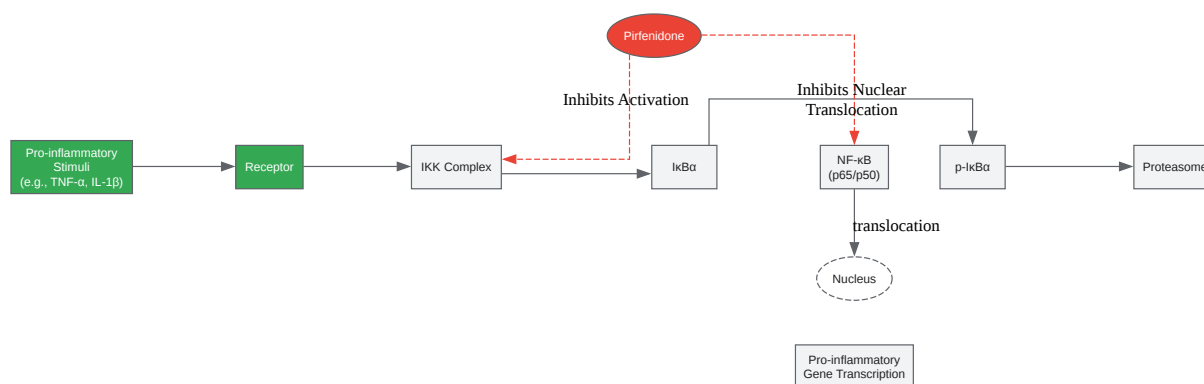 Pirfenidone
Inhibits Activation
Inhibits Nuclear
Translocation
Pro-inflammatory
Stimuli
(e.g., TNF-α, IL-1β)
Receptor
IKK Complex
IκBα
NF-κB
(p65/p50)
p-IκBα
Proteasome
translocation
Nucleus
Pro-inflammatory
Gene Transcription